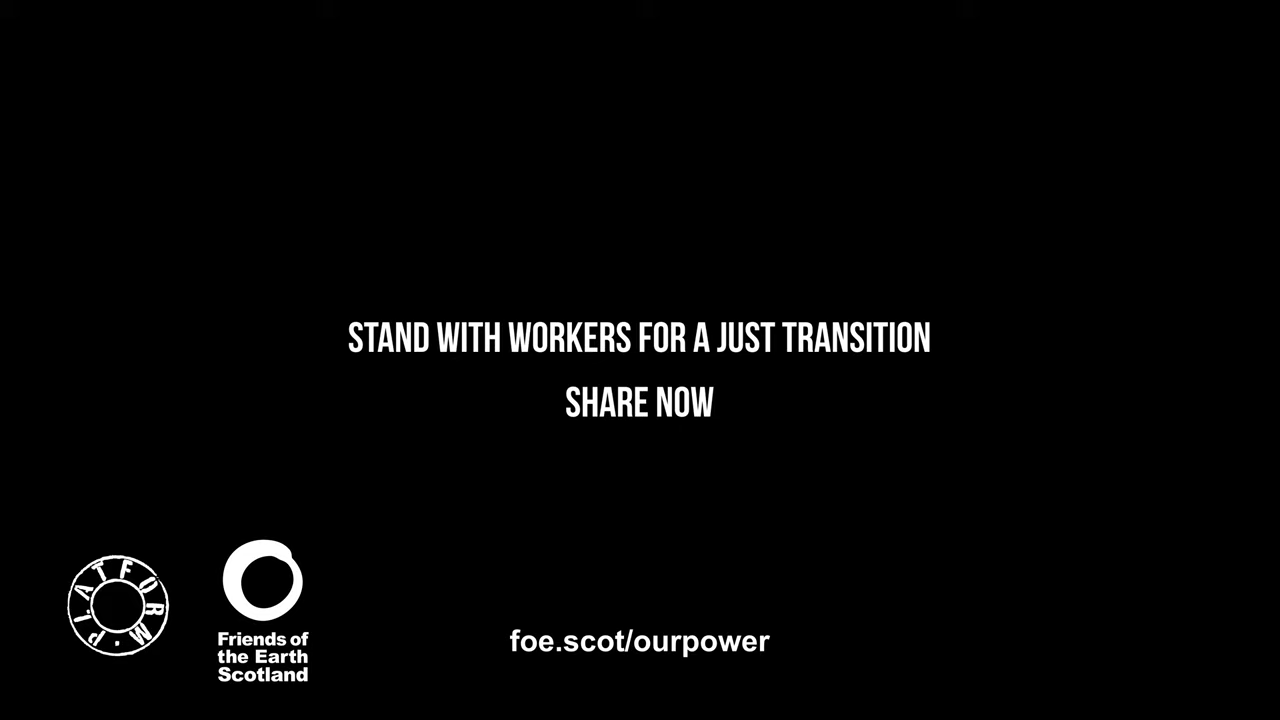 STAND WITH WORKERS FOR A JUST TRANSITION
SHARE NOW
PLATFORM.
Friends of
the Earth
Scotland
foe.scot/ourpower